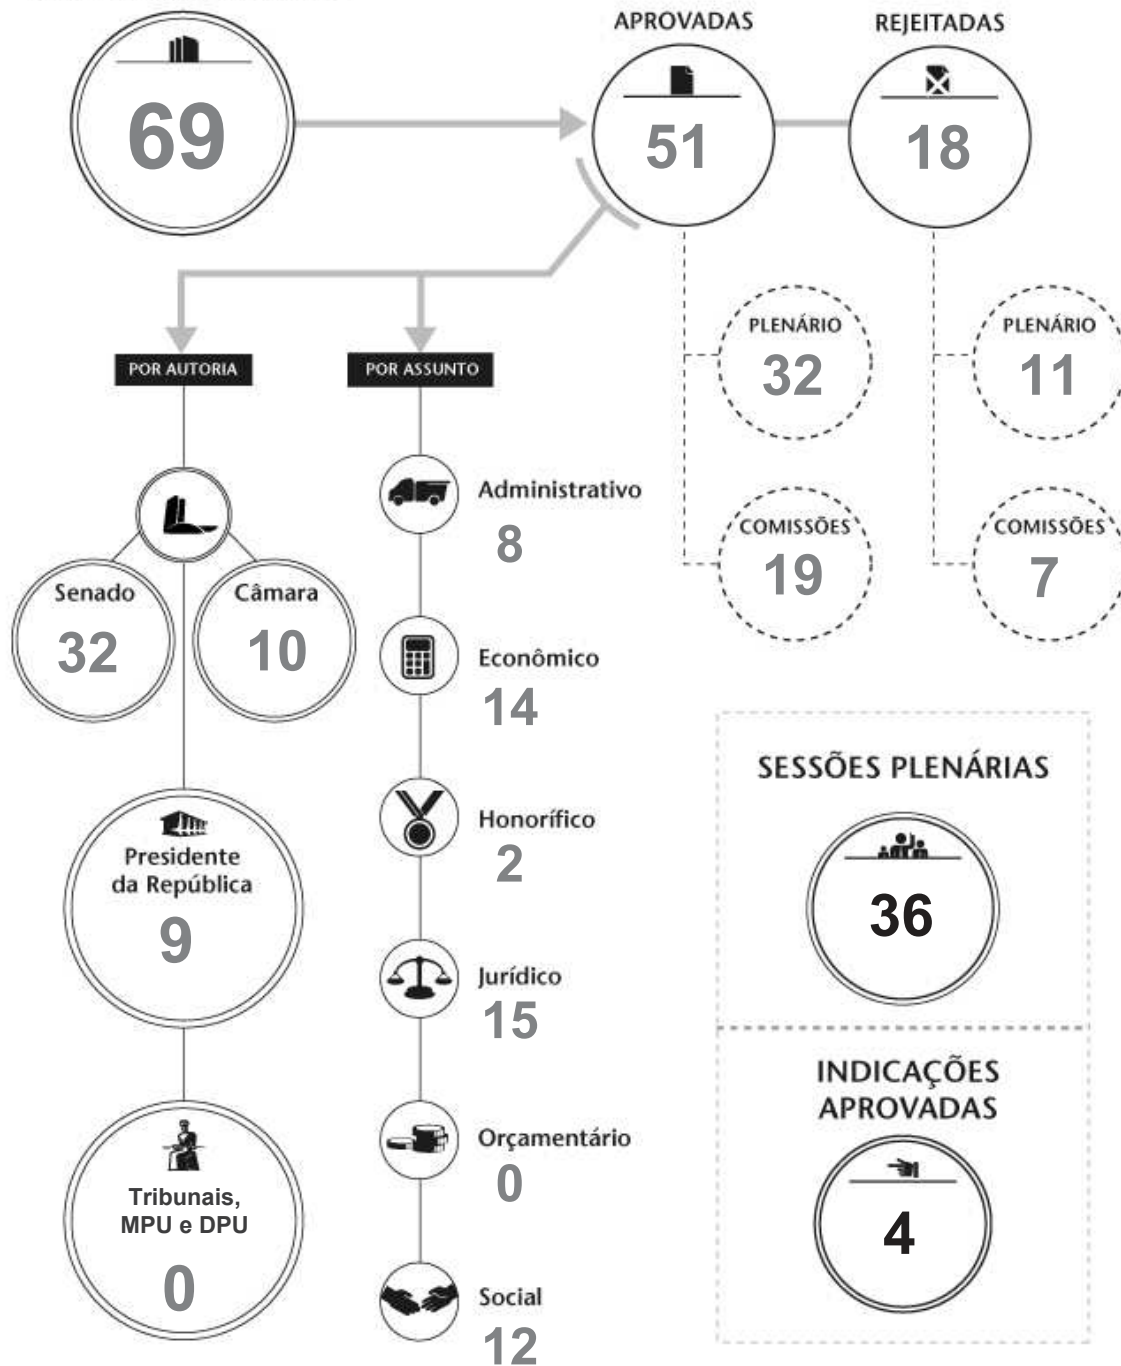 69
APROVADAS
51
REJEITADAS
18
PLENÁRIO
32
PLENÁRIO
11
COMISSÕES
19
COMISSÕES
7
POR AUTORIA
Senado
32
Câmara
10
Presidente
da República
9
Tribunais,
MPU e DPU
0
POR ASSUNTO
Administrativo
8
Econômico
14
Honorífico
2
Jurídico
15
Orçamentário
0
Social
12
SESSÕES PLENÁRIAS
36
INDICAÇÕES
APROVADAS
4